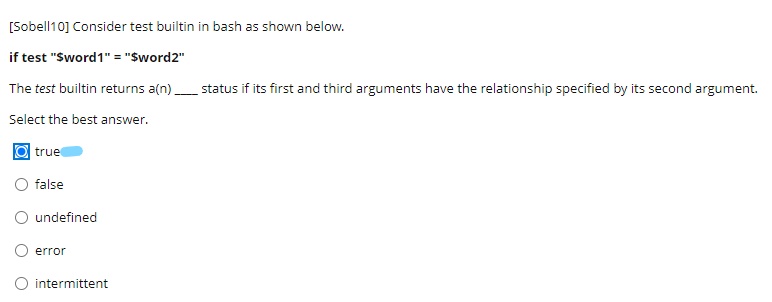 [Sobell10] Consider test builtin in bash as shown below.
if test "$word1" = "$word2"
The test builtin returns a(n) ____ status if its first and third arguments have the relationship specified by its second argument.
Select the best answer.
true
false
undefined
error
intermittent